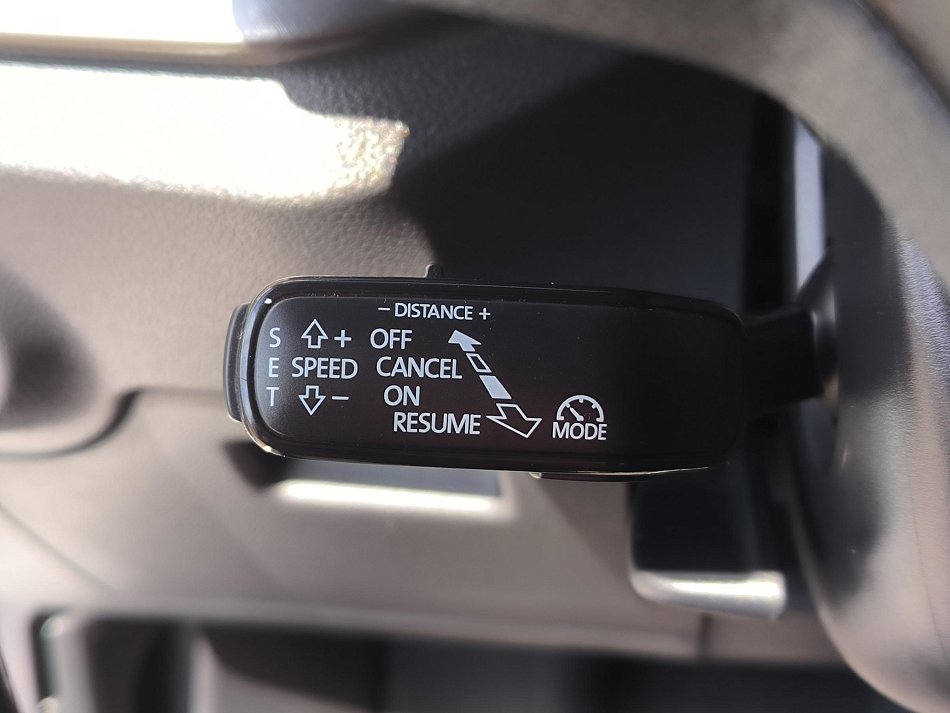 − DISTANCE +
S + OFF
E SPEED CANCEL
T − ON
RESUME
MODE